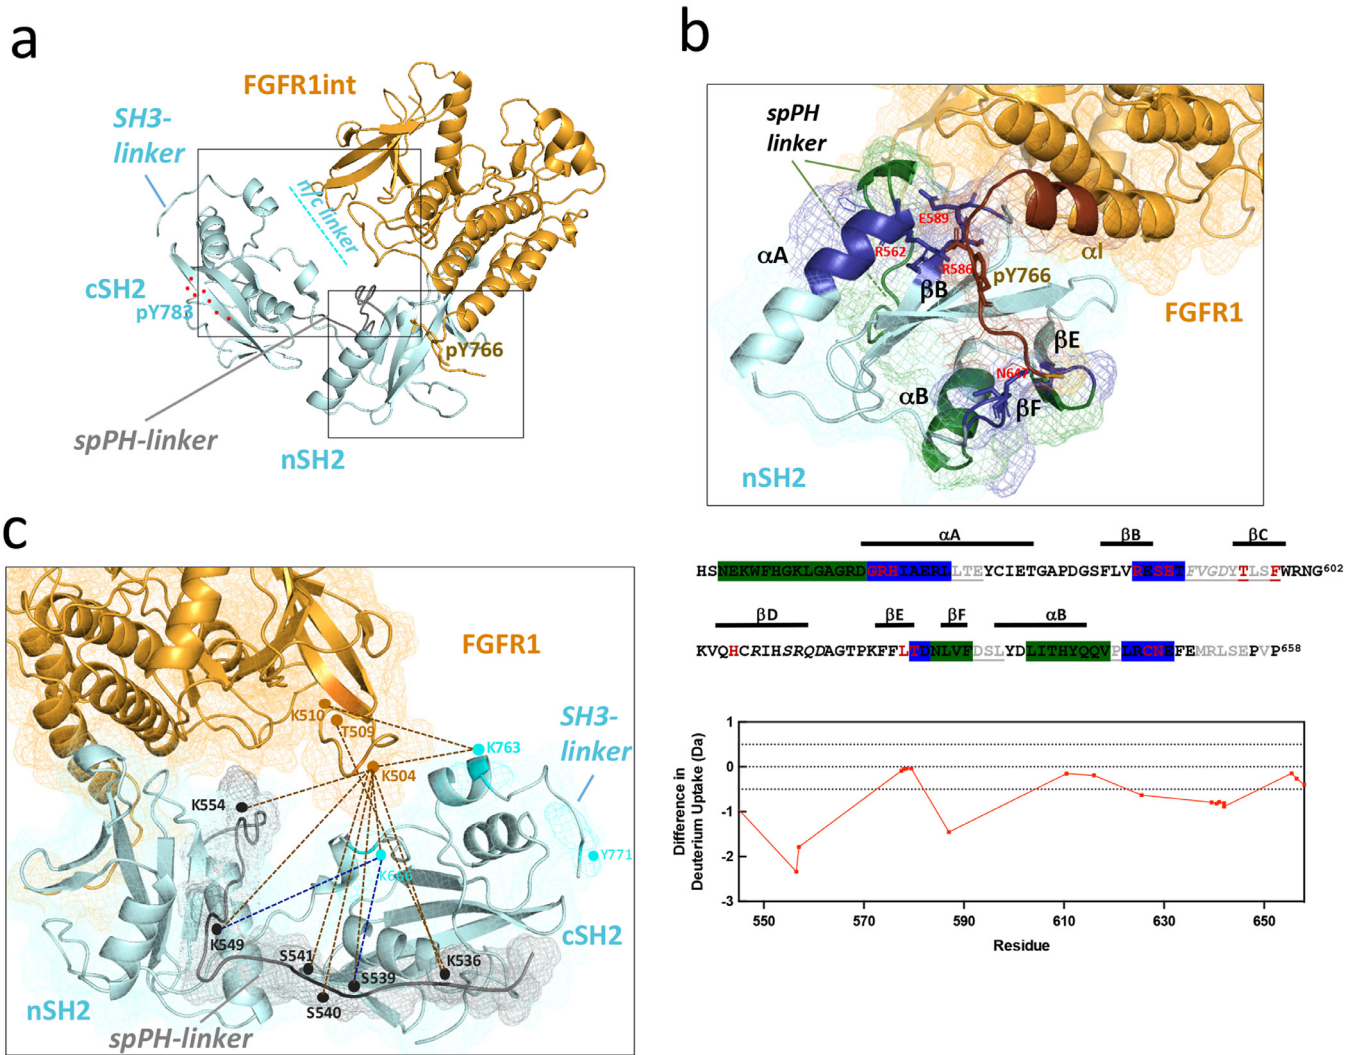 a
FGFR1int
SH3-
linker
n/c linker
cSH2
pY783
pY766
spPH-linker
nSH2
b
spPH
linker
E589
αA
R562
R586
αI
βB
pY766
FGFR1
βE
N647
αB
βF
nSH2
αA βB βC
HSNEKWFHGKLGAGRDGRHIAERLLTEYCIETGAPDGSFLVRESETFVGDYTLSFWRNG602
βD βE βF αB
KVQHCRIHSRQDAGTPKFFLTDNLVFDSLYDLITHYQQVPLRCNEFEMRLSEPVP658
Difference in
Deuterium Uptake (Da)
1
0
-1
-2
-3
550 570 590 610 630 650
Residue
c
FGFR1
K510
T509
SH3-
linker
K763
K504
K554
Y771
K666
K549
cSH2
S541
K536
S539
S540
nSH2
spPH-linker